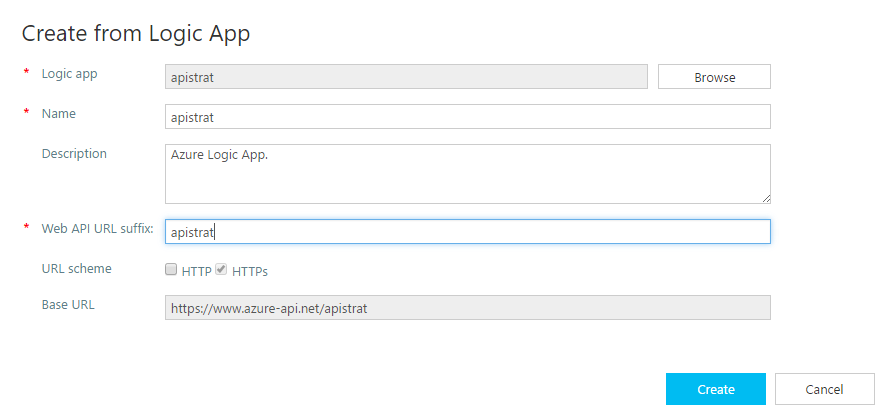 Create from Logic App
* Logic app apistrat Browse
* Name apistrat
Description Azure Logic App.
* Web API URL suffix: apistrat
URL scheme HTTP HTTPs
Base URL https://www.azure-api.net/apistrat
Create Cancel